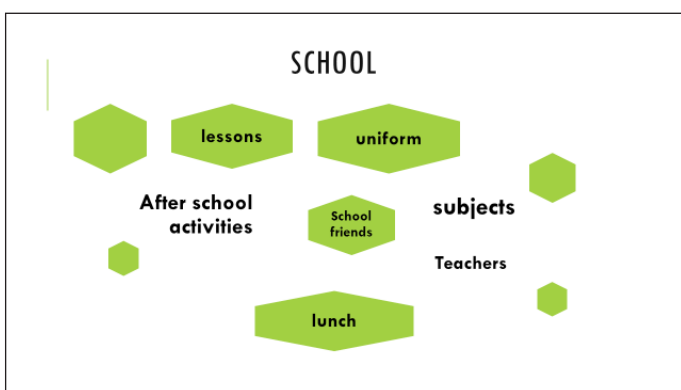 SCHOOL
lessons
uniform
After school
activities
School
friends
subjects
Teachers
lunch